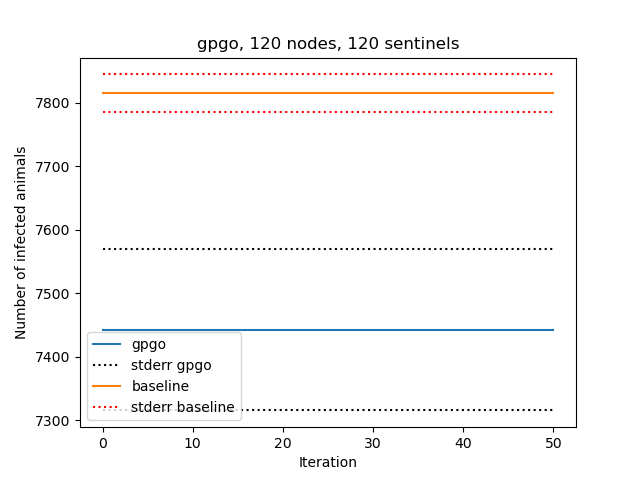 gpgo, 120 nodes, 120 sentinels
Number of infected animals
7800
7700
7600
7500
7400
7300
gpgo
stderr gpgo
baseline
stderr baseline
0 10 20 30 40 50
Iteration